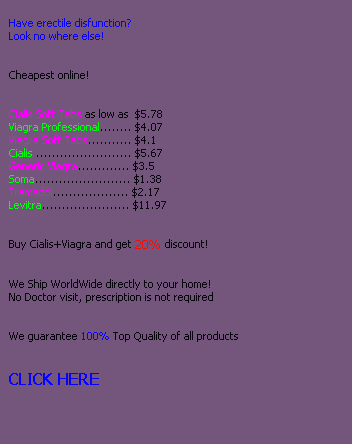 Have erectile disfunction?
Look no where else!
Cheapest online!
Cialis Soft Tabs as low as $5.78
Viagra Professional........ $4.07
Viagra Soft Tabs........... $4.1
Cialis ........................ $5.67
Generic Viagra............. $3.5
Soma........................ $1.38
................... $2.17
Levitra...................... $11.97
Buy Cialis+Viagra and get 20% discount!
We Ship WorldWide directly to your home!
No Doctor visit, prescription is not required
We guarantee 100% Top Quality of all products
CLICK HERE